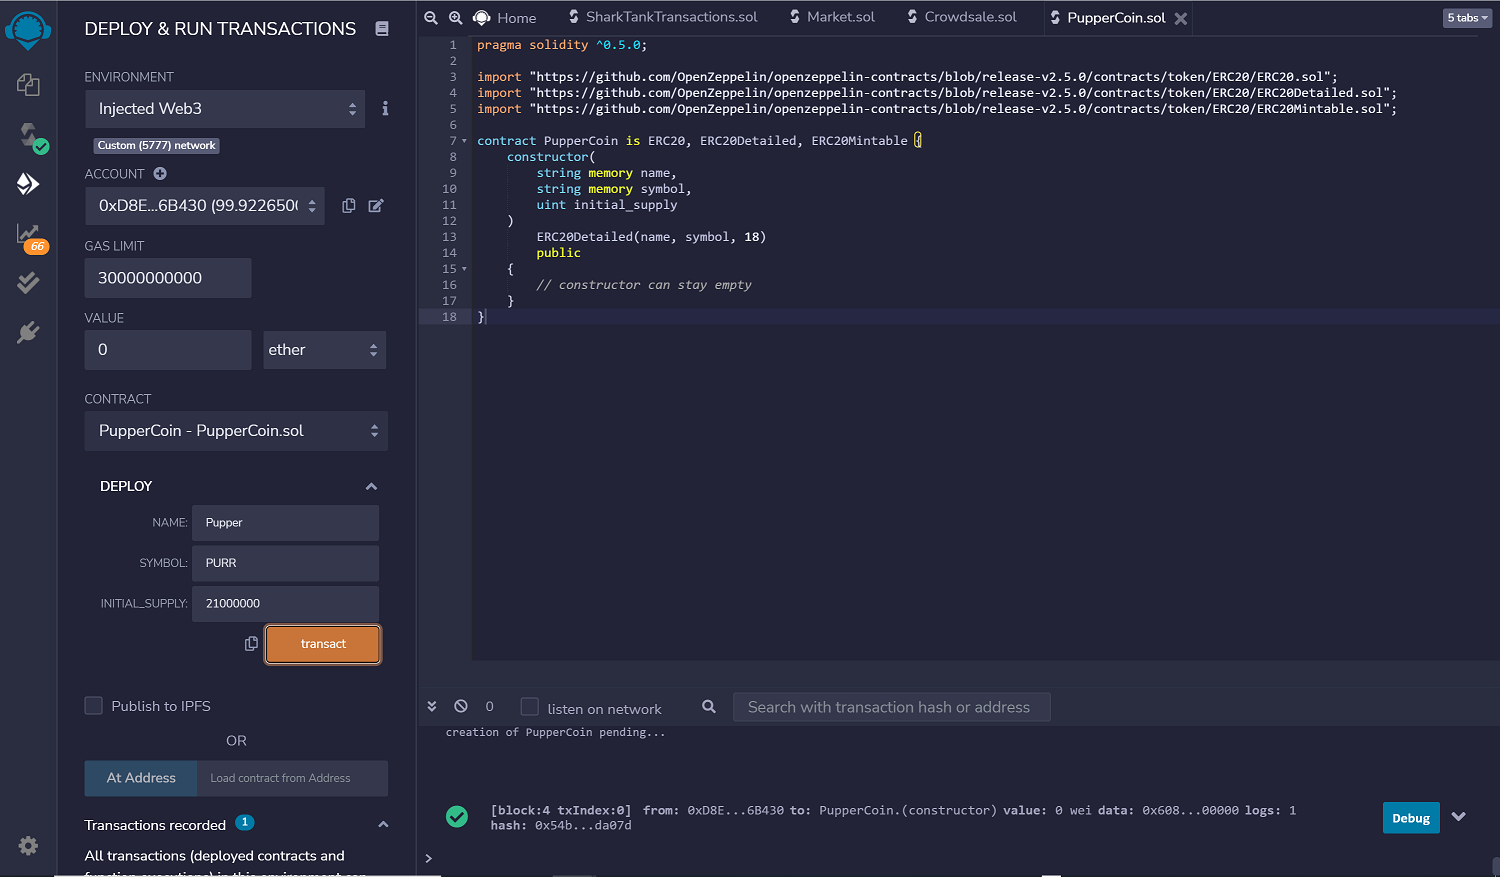 DEPLOY & RUN TRANSACTIONS
ENVIRONMENT
Injected Web3
i
Custom (5777) network
ACCOUNT
0xD8E...6B430 (99.922650(
GAS LIMIT
30000000000
VALUE
0
ether
CONTRACT
PupperCoin - PupperCoin.sol
DEPLOY
NAME: Pupper
SYMBOL: PURR
INITIAL_SUPPLY: 21000000
transact
Publish to IPFS
OR
At Address
Load contract from Address
Transactions recorded 1
All transactions (deployed contracts and
function executions) in this environment can
66
Home
SharkTankTransactions.sol
Market.sol
Crowdsale.sol
PupperCoin.sol
5 tabs
1 pragma solidity ^0.5.0;
2
3 import "https://github.com/OpenZeppelin/openzeppelin-contracts/blob/release-v2.5.0/contracts/token/ERC20/ERC20.sol";
4 import "https://github.com/OpenZeppelin/openzeppelin-contracts/blob/release-v2.5.0/contracts/token/ERC20/ERC20Detailed.sol";
5 import "https://github.com/OpenZeppelin/openzeppelin-contracts/blob/release-v2.5.0/contracts/token/ERC20/ERC20Mintable.sol";
6
7 contract PupperCoin is ERC20, ERC20Detailed, ERC20Mintable {
8 constructor(
9 string memory name,
10 string memory symbol,
11 uint initial_supply
12 )
13 ERC20Detailed(name, symbol, 18)
14 public
15 {
16 // constructor can stay empty
17 }
18 }
0
listen on network
Search with transaction hash or address
creation of PupperCoin pending...
[block:4 txIndex:0] from: 0xD8E...6B430 to: PupperCoin.(constructor) value: 0 wei data: 0x608...00000 logs: 1
hash: 0x54b...da07d
Debug
>